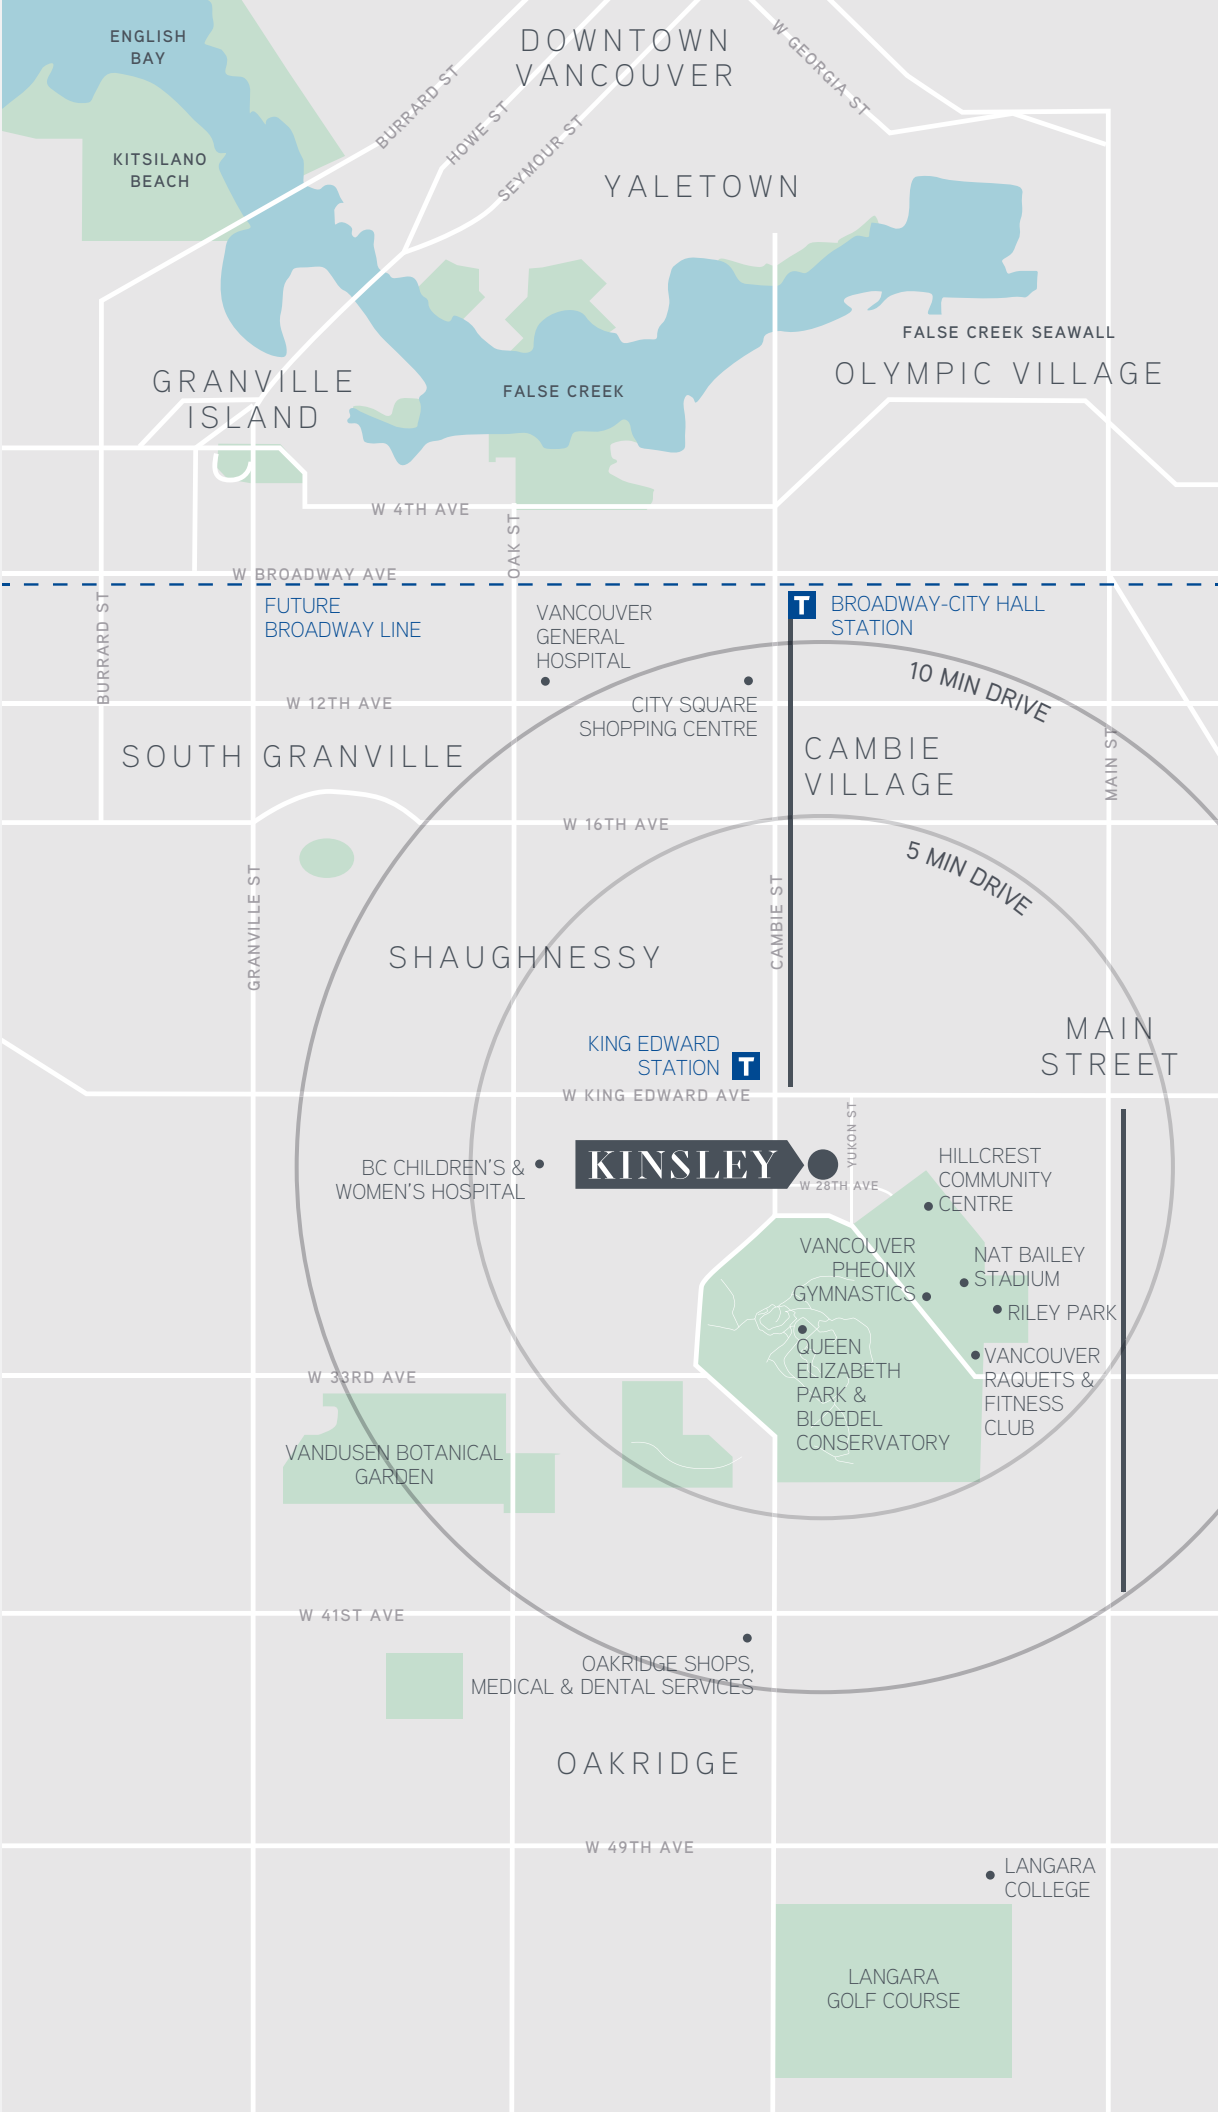 ENGLISH
BAY
DOWNTOWN
VANCOUVER
W GEORGIA ST
BURRARD ST
HOWE ST
SEYMOUR ST
KITSILANO
BEACH
YALETOWN
FALSE CREEK SEAWALL
GRANVILLE
ISLAND
FALSE CREEK
OLYMPIC VILLAGE
W 4TH AVE
OAK ST
W BROADWAY AVE
FUTURE
BROADWAY LINE
BURRARD ST
VANCOUVER
GENERAL
HOSPITAL
T
BROADWAY-CITY HALL
STATION
10 MIN DRIVE
W 12TH AVE
CITY SQUARE
SHOPPING CENTRE
SOUTH GRANVILLE
CAMBIE
VILLAGE
MAIN ST
W 16TH AVE
5 MIN DRIVE
GRANVILLE ST
CAMBIE ST
SHAUGHNESSY
MAIN
STREET
KING EDWARD
STATION
T
W KING EDWARD AVE
YUKON ST
BC CHILDREN'S &
WOMEN'S HOSPITAL
KINSLEY
W 28TH AVE
HILLCREST
COMMUNITY
CENTRE
VANCOUVER
PHEONIX
GYMNASTICS
NAT BAILEY
STADIUM
RILEY PARK
QUEEN
ELIZABETH
PARK &
BLOEDEL
CONSERVATORY
VANCOUVER
RAQUETS &
FITNESS
CLUB
W 33RD AVE
VANDUSEN BOTANICAL
GARDEN
W 41ST AVE
OAKRIDGE SHOPS,
MEDICAL & DENTAL SERVICES
OAKRIDGE
W 49TH AVE
LANGARA
COLLEGE
LANGARA
GOLF COURSE